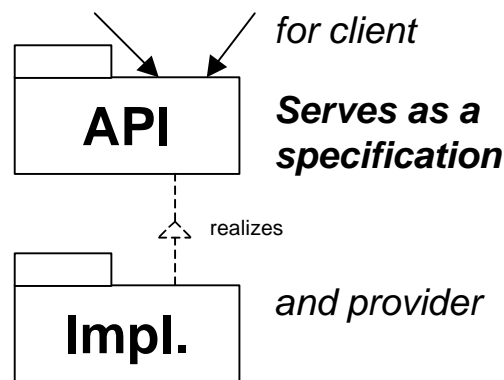 for client
API
Serves as a
specification
realizes
Impl.
and provider